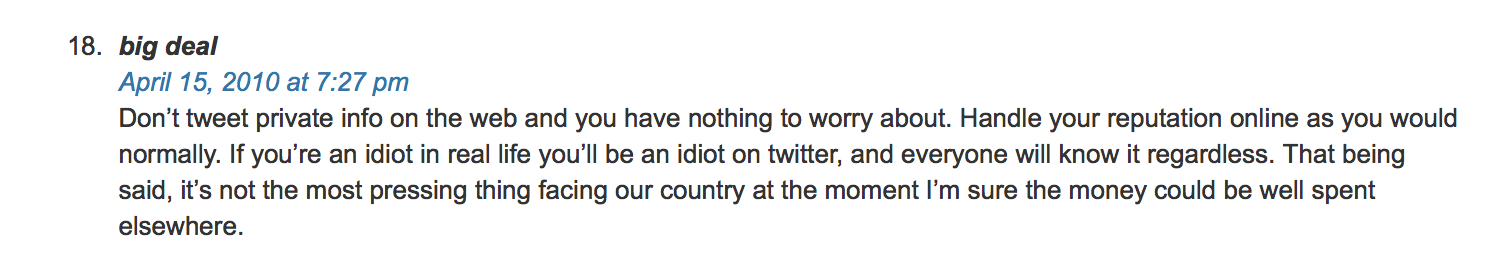 18. big deal
April 15, 2010 at 7:27 pm
Don’t tweet private info on the web and you have nothing to worry about. Handle your reputation online as you would
normally. If you’re an idiot in real life you’ll be an idiot on twitter, and everyone will know it regardless. That being
said, it’s not the most pressing thing facing our country at the moment I’m sure the money could be well spent
elsewhere.